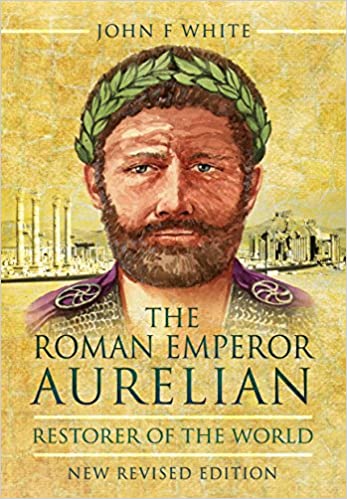 JOHN F WHITE
THE
ROMAN EMPEROR
AURELIAN
RESTORER OF THE WORLD
NEW REVISED EDITION